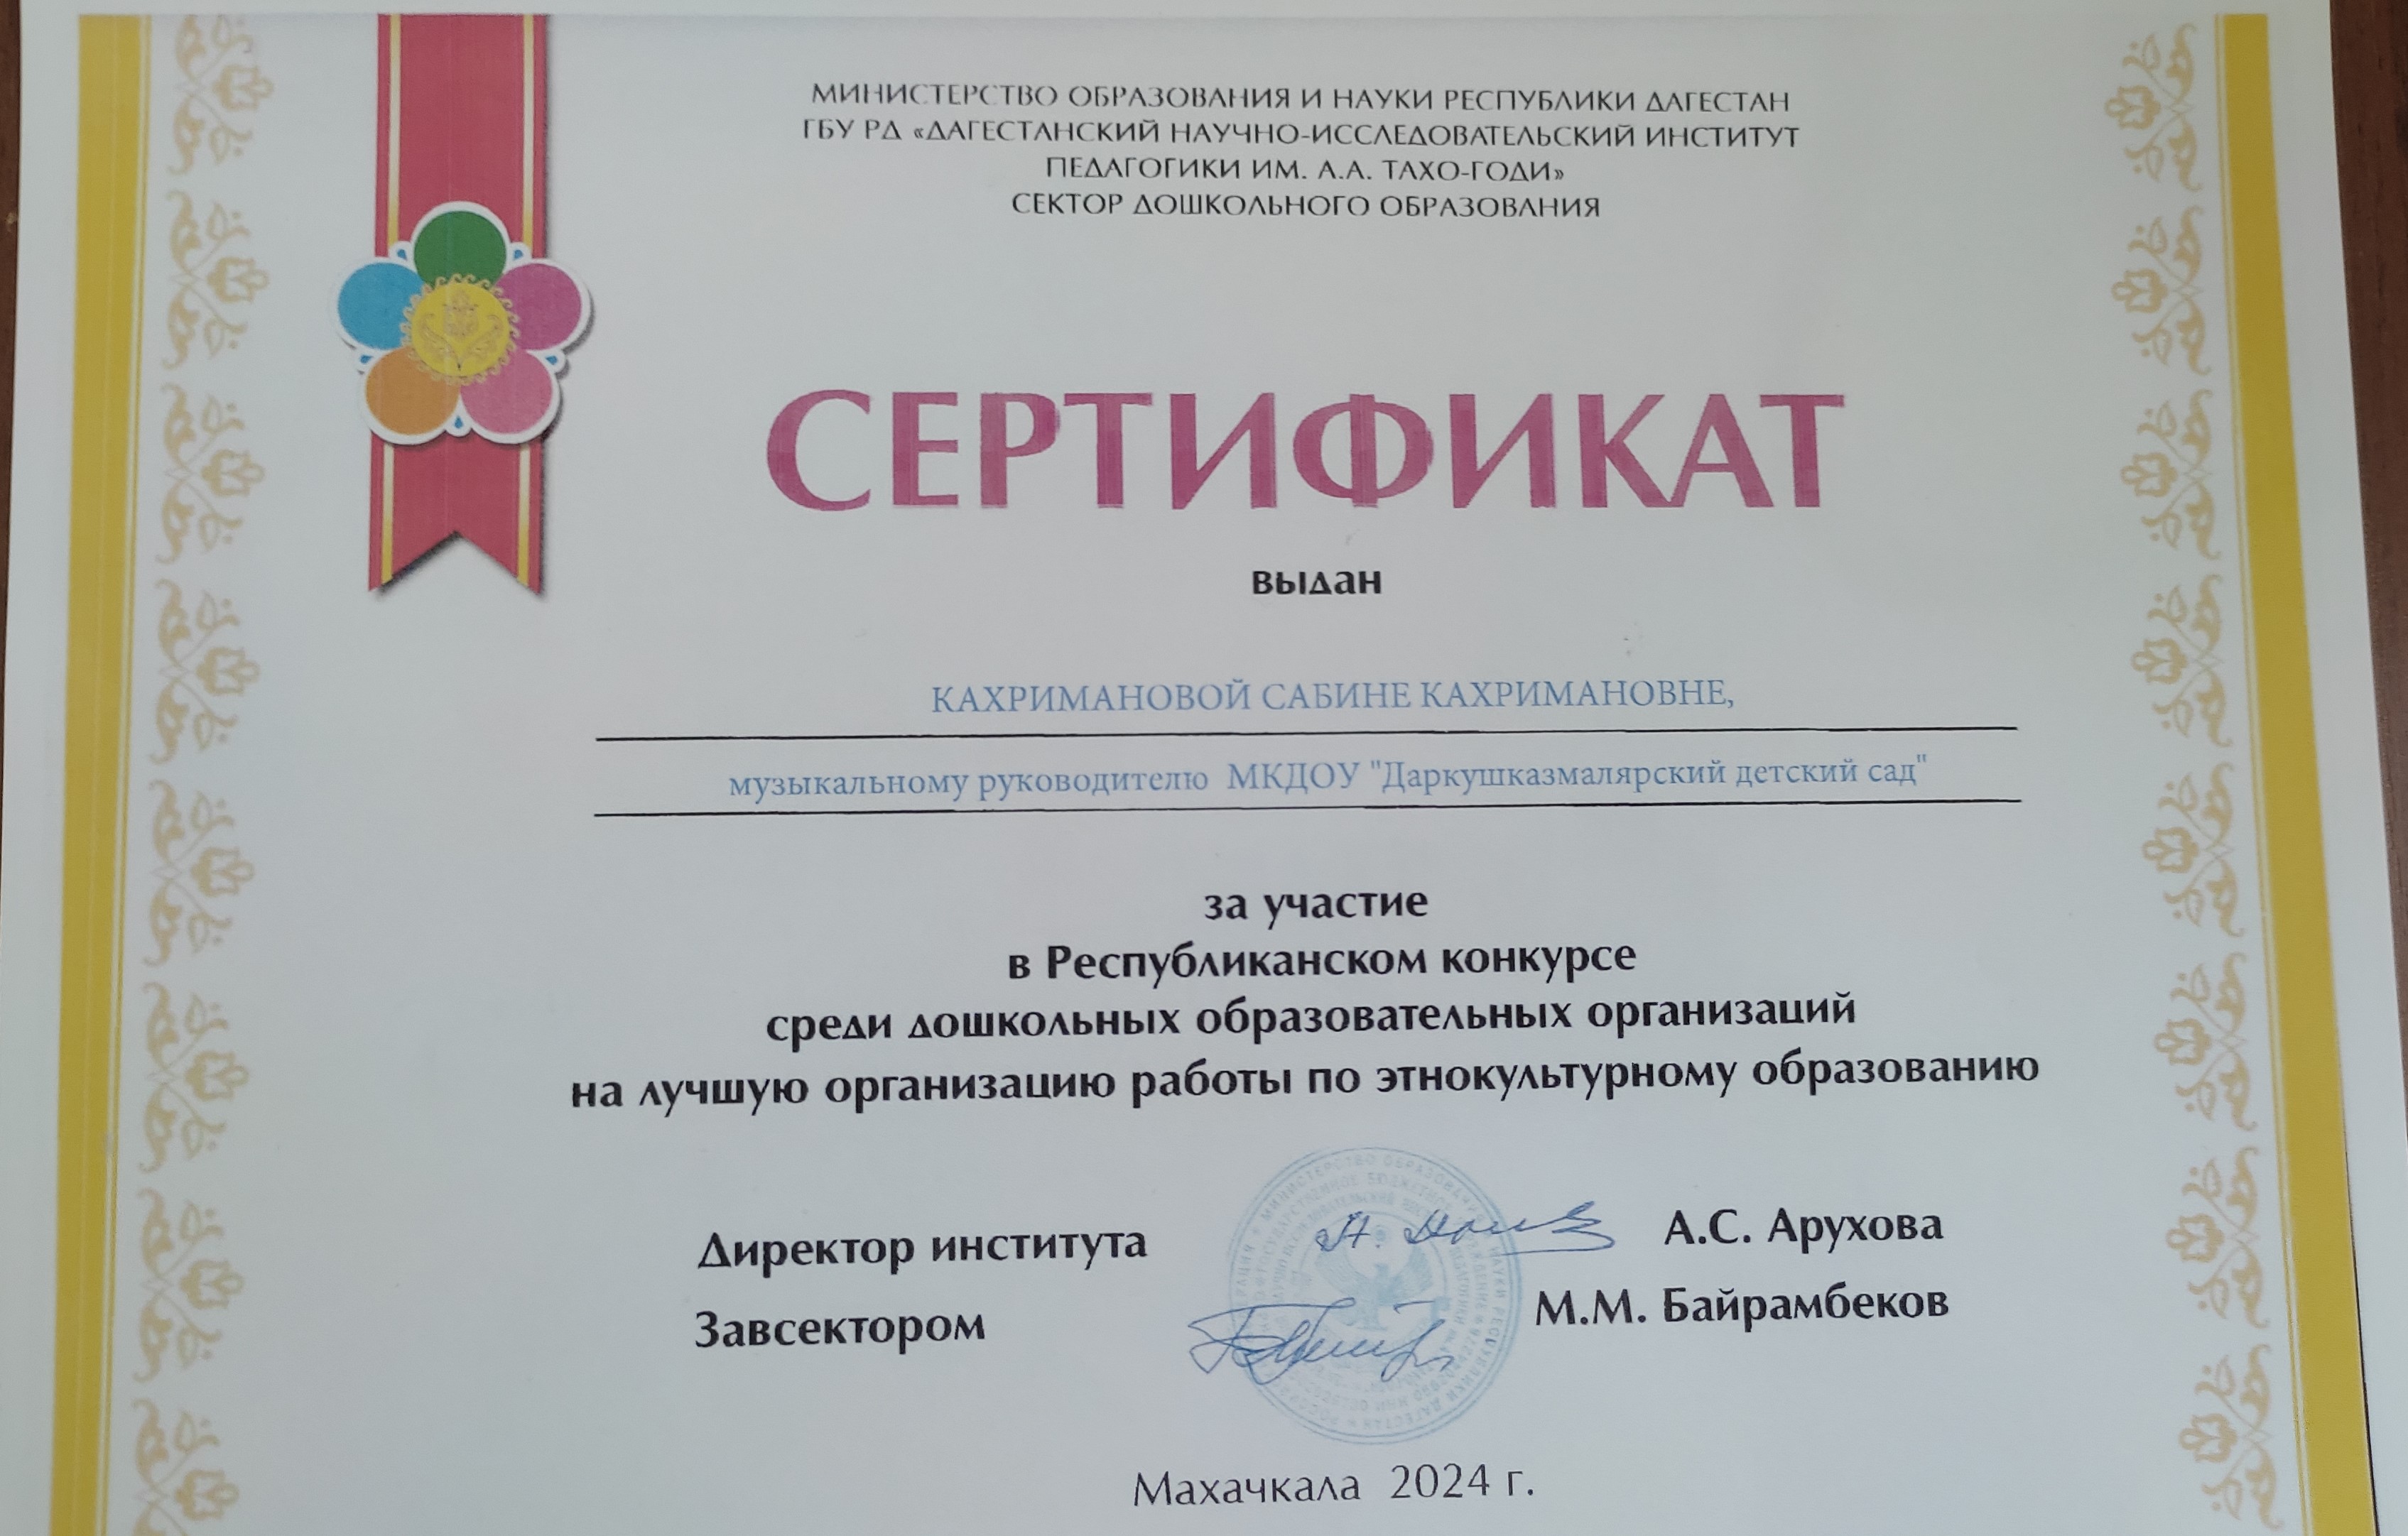 МИНИСТЕРСТВО ОБРАЗОВАНИЯ И НАУКИ РЕСПУБЛИКИ ДАГЕСТАН
ГБУ РД «ДАГЕСТАНСКИЙ НАУЧНО-ИССЛЕДОВАТЕЛЬСКИЙ ИНСТИТУТ
ПЕДАГОГИКИ ИМ. А.А. ТАХО-ГОДИ»
СЕКТОР ДОШКОЛЬНОГО ОБРАЗОВАНИЯ
СЕРТИФИКАТ
выдан
КАХРИМАНОВОЙ САБИНЕ КАХРИМАНОВНЕ,
музыкальному руководителю МКДОУ "Даркушказмалярский детский сад"
за участие
в Республиканском конкурсе
среди дошкольных образовательных организаций
на лучшую организацию работы по этнокультурному образованию
Директор института А.С. Арухова
Завсектором М.М. Байрамбеков
Махачкала 2024 г.